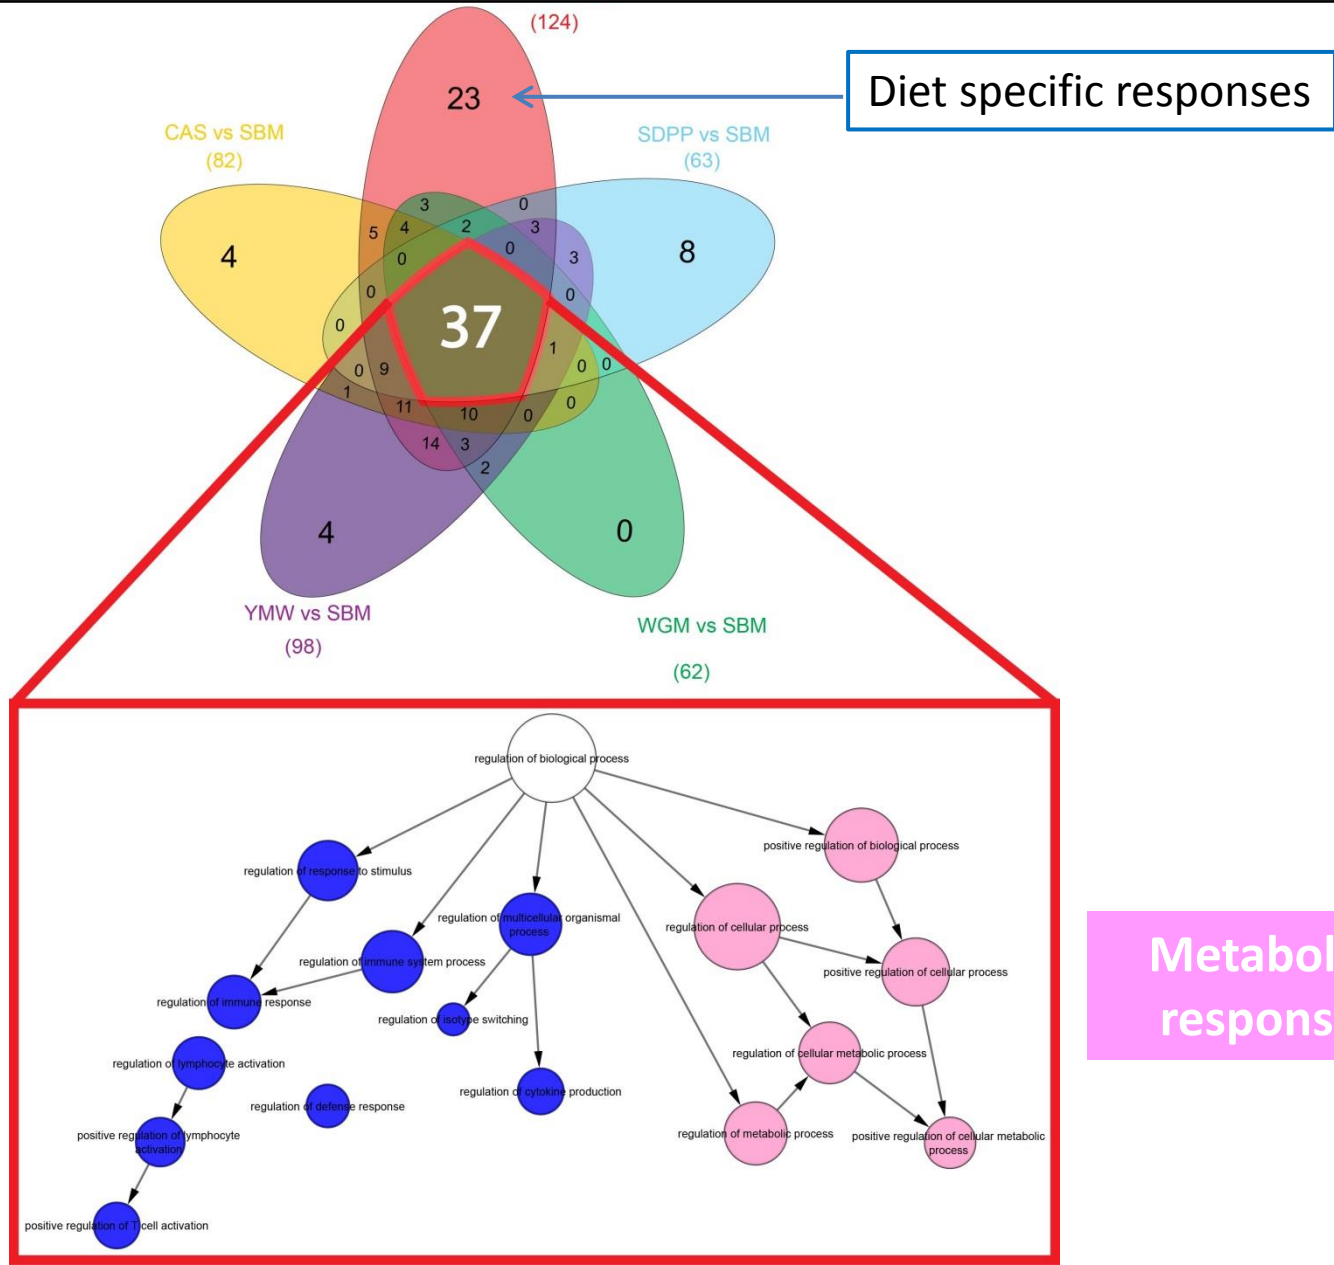 (124)
23
Diet specific responses
CAS vs SBM
(82)
SDPP vs SBM
(63)
3
0
5
4
2
3
4
0
0
3
8
0
0
37
0
1
0
9
0
0
1
11
10
0
0
14
3
2
4
0
YMW vs SBM
(98)
WGM vs SBM
(62)
regulation of biological process
positive regulation of biological process
regulation of response to stimulus
regulation of multicellular organismal
process
regulation of cellular process
regulation of immune system process
positive regulation of cellular process
regulation of immune response
regulation of isotype switching
regulation of cellular metabolic process
regulation of lymphocyte activation
regulation of cytokine production
regulation of defense response
regulation of metabolic process
positive regulation of cellular metabolic
process
positive regulation of lymphocyte
activation
positive regulation of T cell activation
Metabol
respons